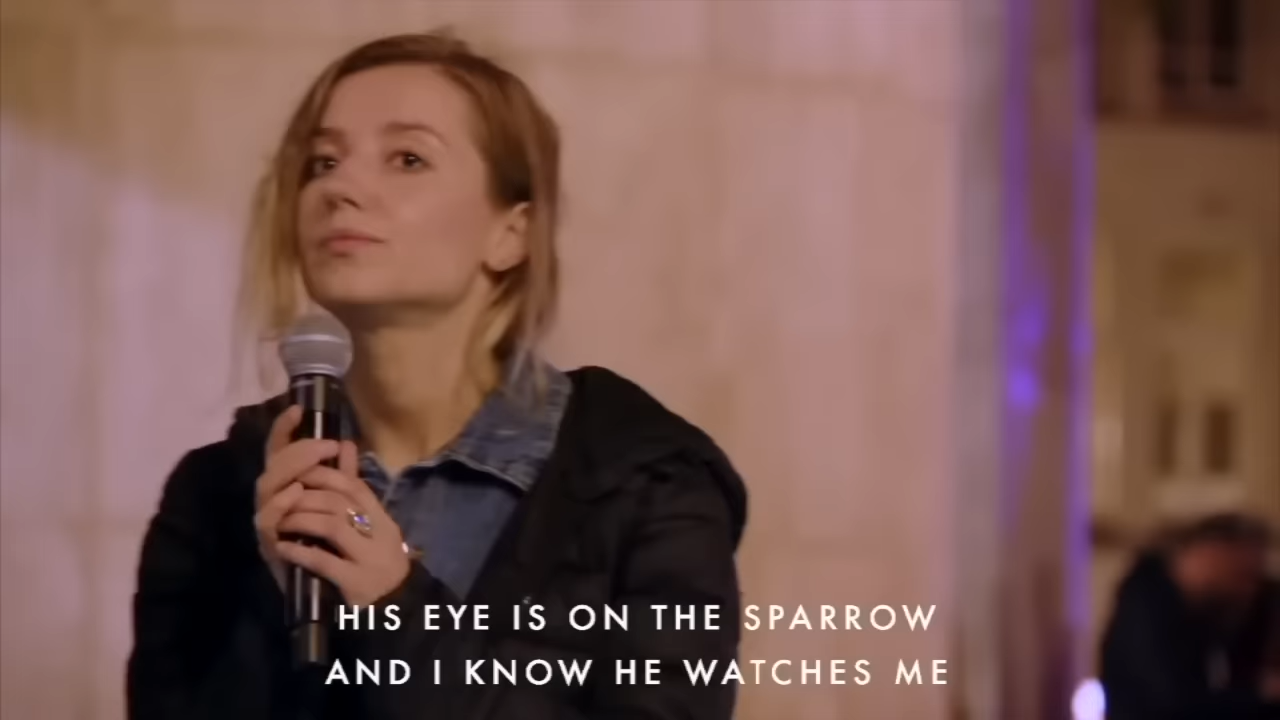 HIS EYE IS ON THE SPARROW
AND I KNOW HE WATCHES ME